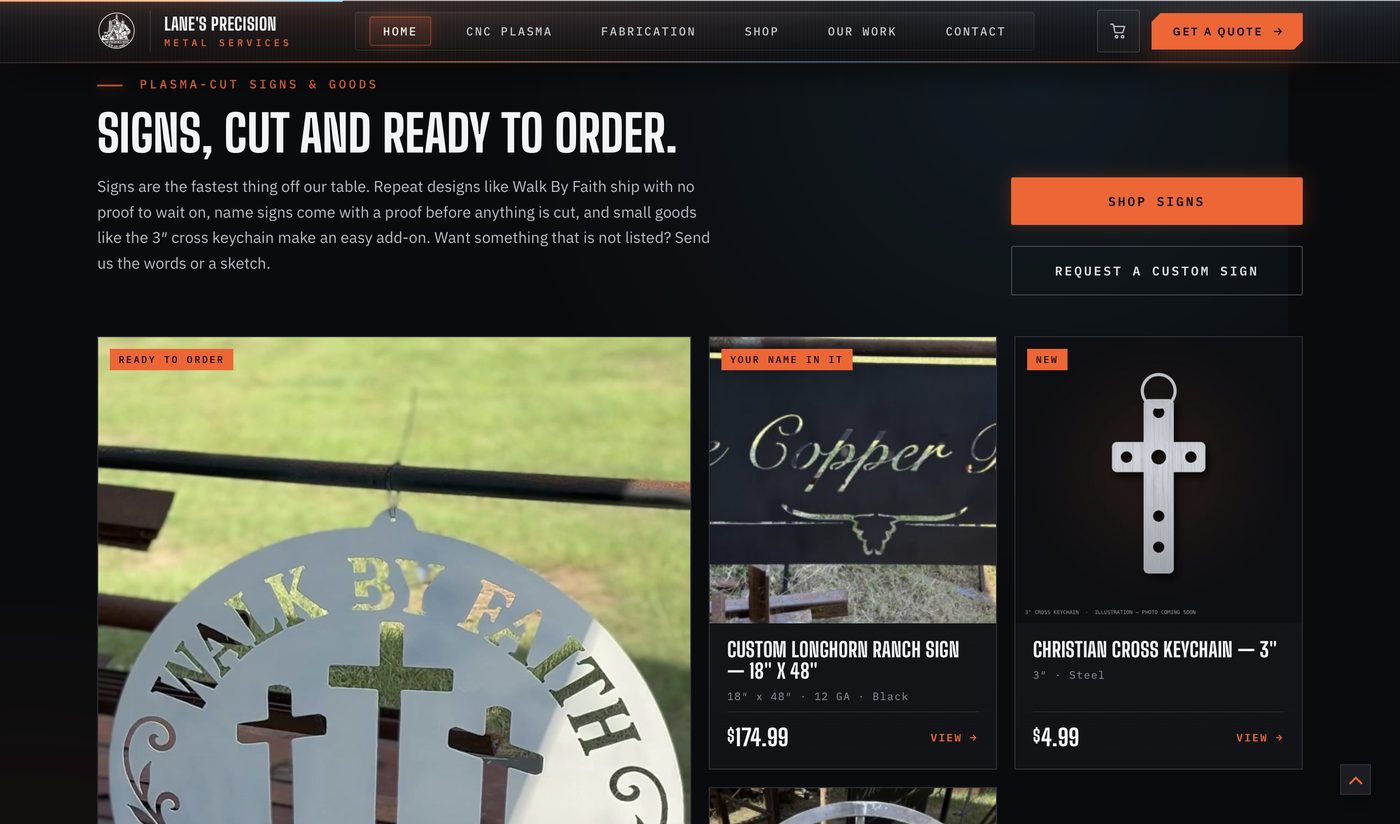 LANE'S PRECISION
METAL SERVICES
HOME
CNC PLASMA
FABRICATION
SHOP
OUR WORK
CONTACT
GET A QUOTE →
PLASMA-CUT SIGNS & GOODS
SIGNS, CUT AND READY TO ORDER.
Signs are the fastest thing off our table. Repeat designs like Walk By Faith ship with no
proof to wait on, name signs come with a proof before anything is cut, and small goods
like the 3″ cross keychain make an easy add-on. Want something that is not listed? Send
us the words or a sketch.
SHOP SIGNS
REQUEST A CUSTOM SIGN
READY TO ORDER
WALK BY FAITH
YOUR NAME IN IT
Copper
NEW
3" CROSS KEYCHAIN · ILLUSTRATION — PHOTO COMING SOON
CUSTOM LONGHORN RANCH SIGN
— 18" X 48"
18″ x 48″ · 12 GA · Black
$174.99
VIEW →
CHRISTIAN CROSS KEYCHAIN — 3"
3″ · Steel
$4.99
VIEW →